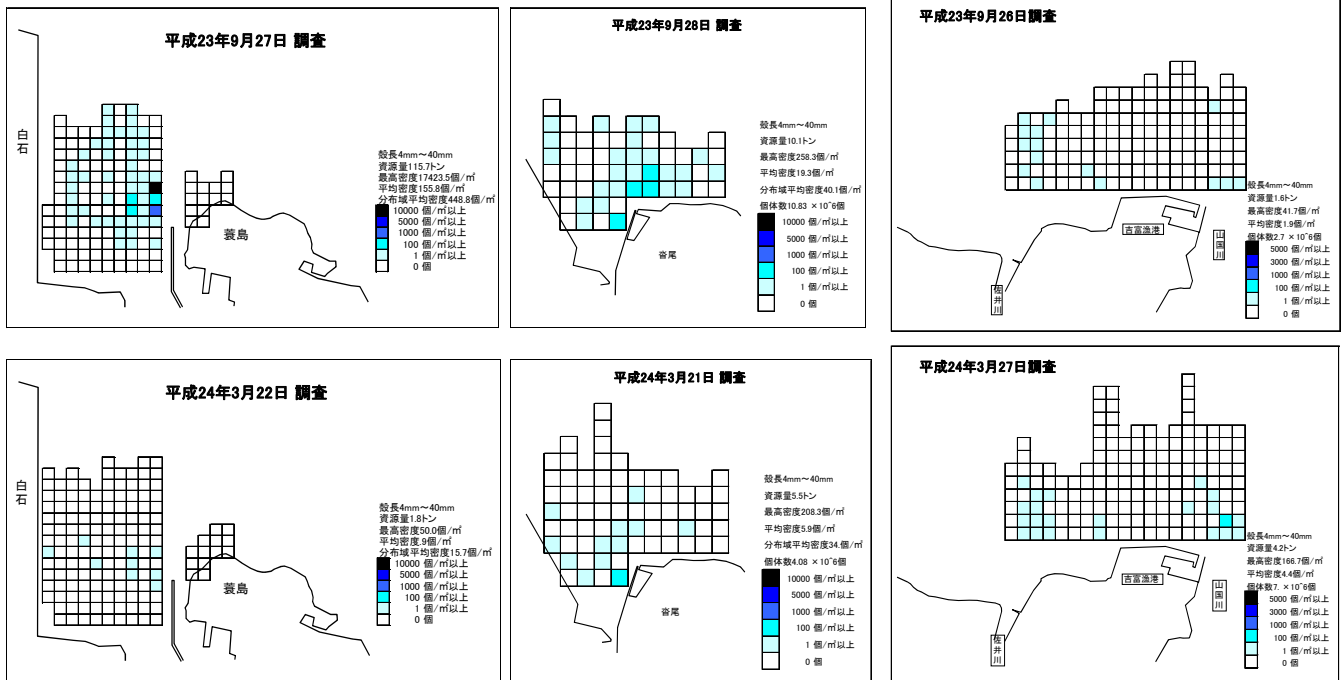 平成23年9月27日 調査
白石
蓑島
殻長4mm～40mm
資源量115.7トン
最高密度17423.5個/㎡
平均密度155.8個/㎡
分布域平均密度448.8個/㎡
10000 個/㎡以上
5000 個/㎡以上
1000 個/㎡以上
100 個/㎡以上
1 個/㎡以上
0 個
平成23年9月28日 調査
沓尾
殻長4mm～40mm
資源量10.1トン
最高密度258.3個/㎡
平均密度19.3個/㎡
分布域平均密度40.1個/㎡
個体数10.83 ×10^6個
10000 個/㎡以上
5000 個/㎡以上
1000 個/㎡以上
100 個/㎡以上
1 個/㎡以上
0 個
平成23年9月26日 調査
吉富漁港
山国川
佐井川
殻長4mm～40mm
資源量1.6トン
最高密度41.7個/㎡
平均密度1.9個/㎡
個体数2.7 ×10^6個
5000 個/㎡以上
3000 個/㎡以上
1000 個/㎡以上
100 個/㎡以上
1 個/㎡以上
0 個
平成24年3月22日 調査
白石
蓑島
殻長4mm～40mm
資源量1.8トン
最高密度50.0個/㎡
平均密度.9個/㎡
分布域平均密度15.7個/㎡
10000 個/㎡以上
5000 個/㎡以上
1000 個/㎡以上
100 個/㎡以上
1 個/㎡以上
0 個
平成24年3月21日 調査
沓尾
殻長4mm～40mm
資源量5.5トン
最高密度208.3個/㎡
平均密度5.9個/㎡
分布域平均密度34.個/㎡
個体数4.08 ×10^6個
10000 個/㎡以上
5000 個/㎡以上
1000 個/㎡以上
100 個/㎡以上
1 個/㎡以上
0 個
平成24年3月27日調査
吉富漁港
山国川
佐井川
殻長4mm～40mm
資源量4.2トン
最高密度166.7個/㎡
平均密度4.4個/㎡
個体数7. ×10^6個
5000 個/㎡以上
3000 個/㎡以上
1000 個/㎡以上
100 個/㎡以上
1 個/㎡以上
0 個